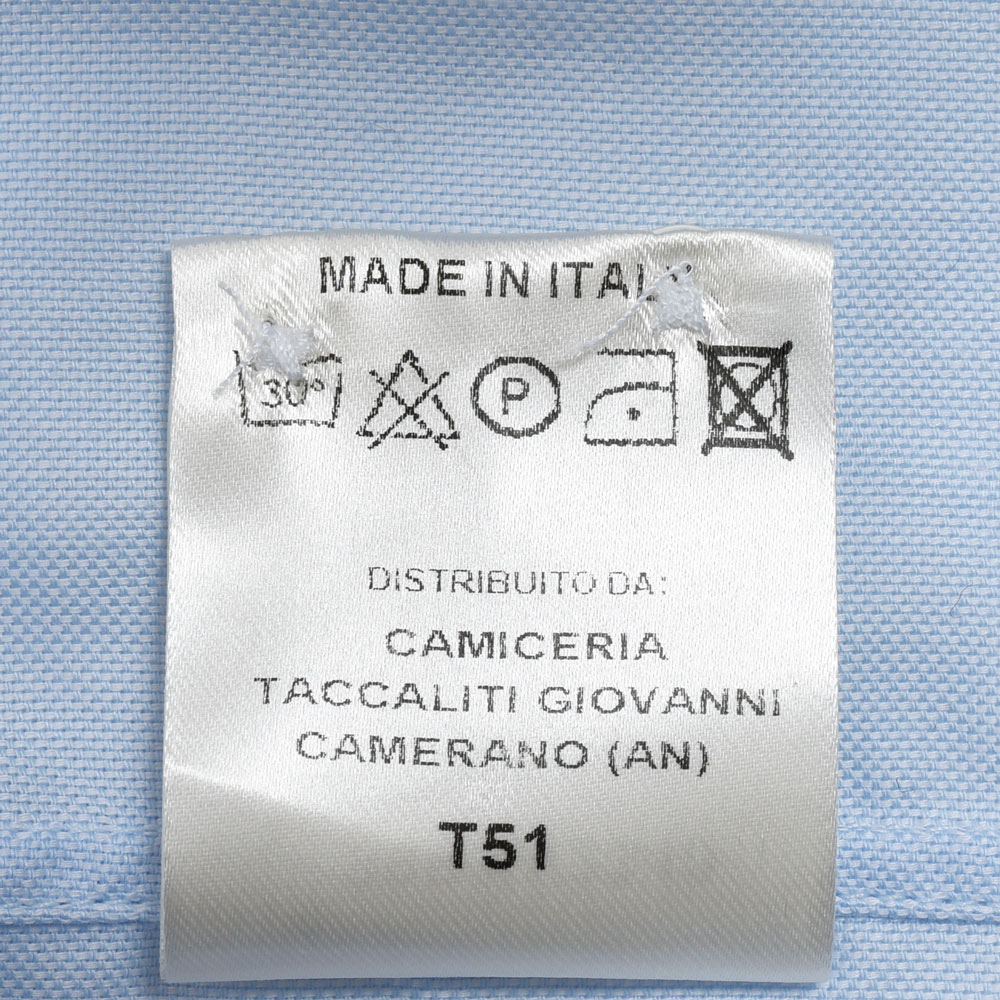 MADE IN ITALY
30°
P
DISTRIBUITO DA:
CAMICERIA
TACCALITI GIOVANNI
CAMERANO (AN)
T51